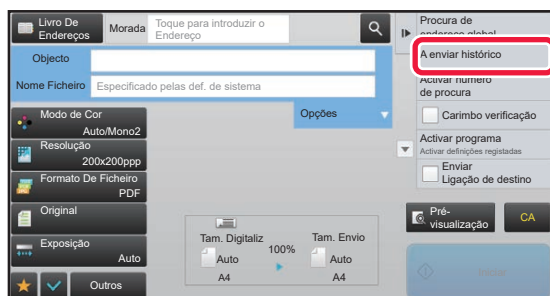 Livro De
Endereços
Morada
Toque para introduzir o
Endereço
Objecto
Nome Ficheiro
Especificado pelas def. de sistema
Opções
Modo de Cor
Auto/Mono2
Resolução
200x200ppp
Formato De Ficheiro
PDF
Original
Exposição
Auto
Outros
Tam. Digitaliz
100%
Tam. Envio
Auto
Auto
A4
A4
Procura de
endereço global
A enviar histórico
Activar número
de procura
Carimbo verificação
Activar programa
Activar definições registadas
Enviar
Ligação de destino
Pré-
visualização
CA
Iniciar